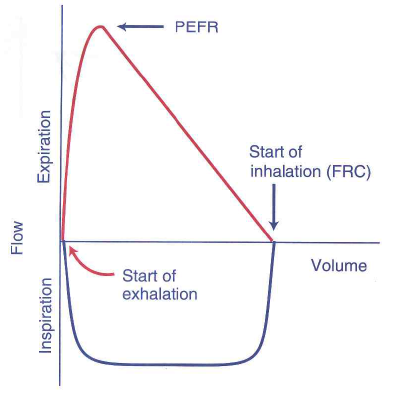 PEFR
Expiration
Start of
inhalation (FRC)
Flow
Volume
Start of
exhalation
Inspiration